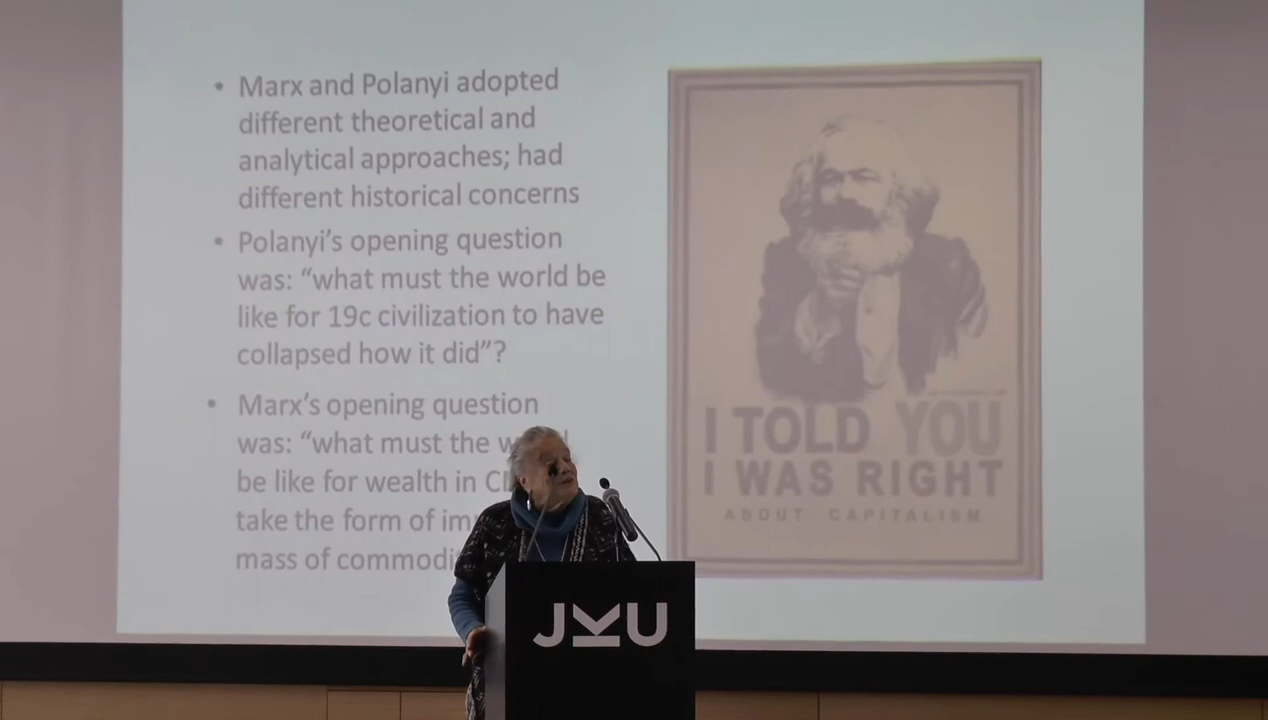 • Marx and Polanyi adopted
different theoretical and
analytical approaches; had
different historical concerns
• Polanyi’s opening question
was: “what must the world be
like for 19c civilization to have
collapsed how it did”?
• Marx’s opening question
was: “what must the
be like for wealth in
take the form of
mass of
I TOLD YOU
I WAS RIGHT
ABOUT CAPITALISM
JKU